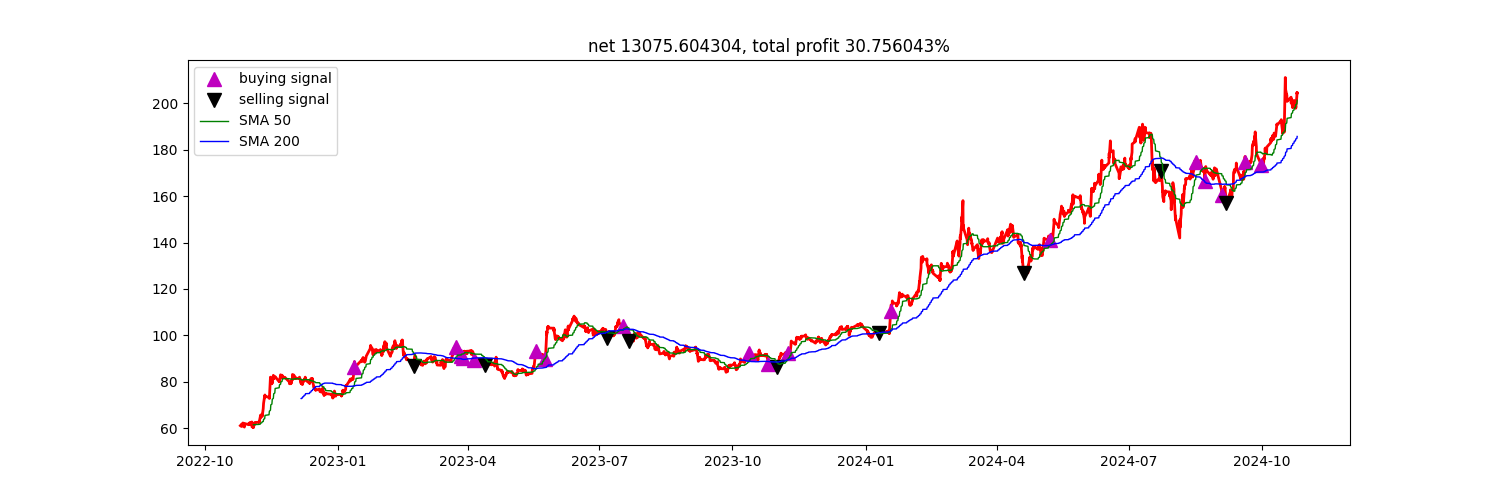 net 13075.604304, total profit 30.756043%
buying signal
selling signal
SMA 50
SMA 200
200
180
160
140
120
100
80
60
2022-10 2023-01 2023-04 2023-07 2023-10 2024-01 2024-04 2024-07 2024-10